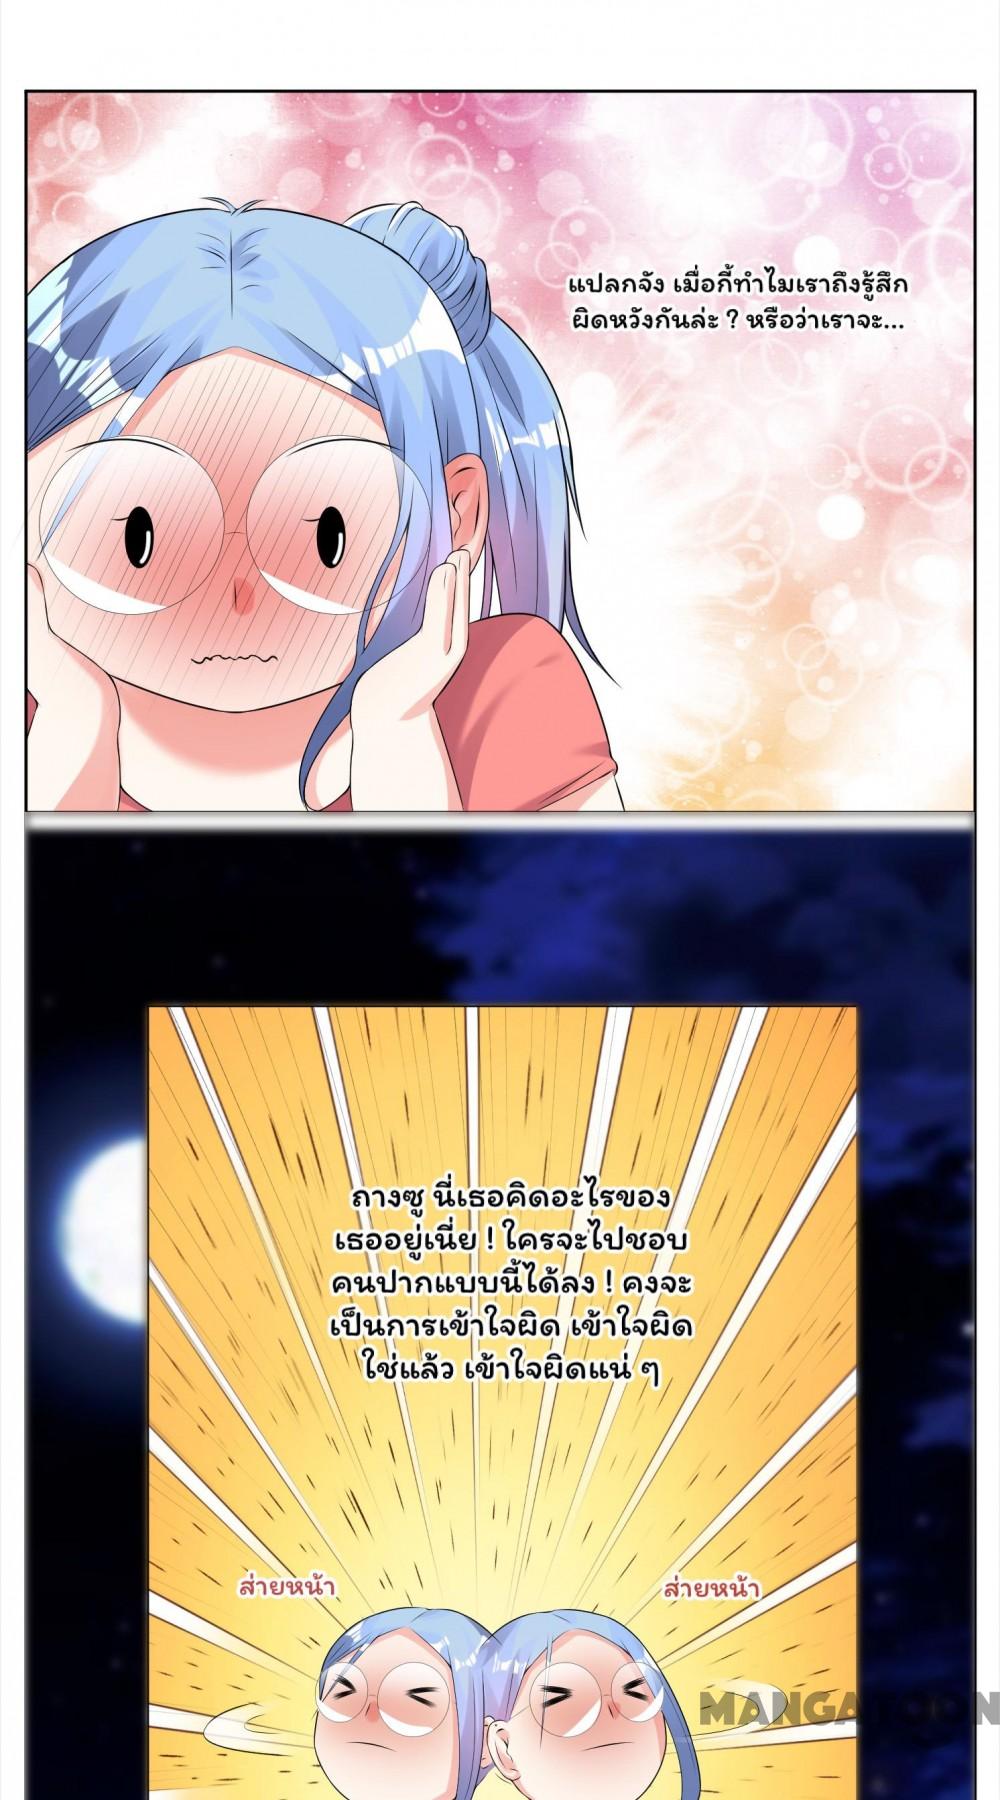 แปลกจัง เมื่อกี้ทำไมเราถึงรู้สึก
ผิดหวังกันล่ะ ? หรือว่าเราจะ...
ถางซู นี่เธอคิดอะไรของ
เธออยู่เนี่ย ! ใครจะไปชอบ
คนปากแบบนี้ได้ลง ! คงจะ
เป็นการเข้าใจผิด เข้าใจผิด
ใช่แล้ว เข้าใจผิดแน่ ๆ
ส่ายหน้า
ส่ายหน้า
MANGATOON